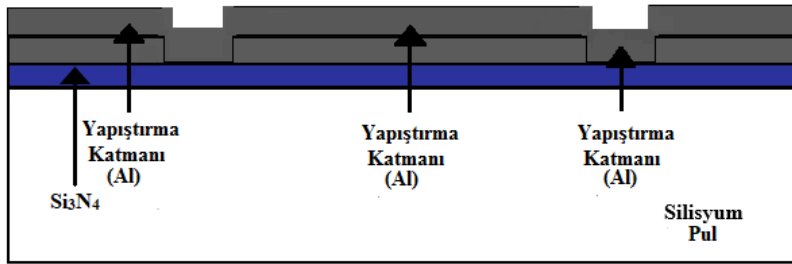 Yapıştırma
Katmanı
(Al)
Yapıştırma
Katmanı
(Al)
Yapıştırma
Katmanı
(Al)
Si₃N₄
Silisyum
Pul